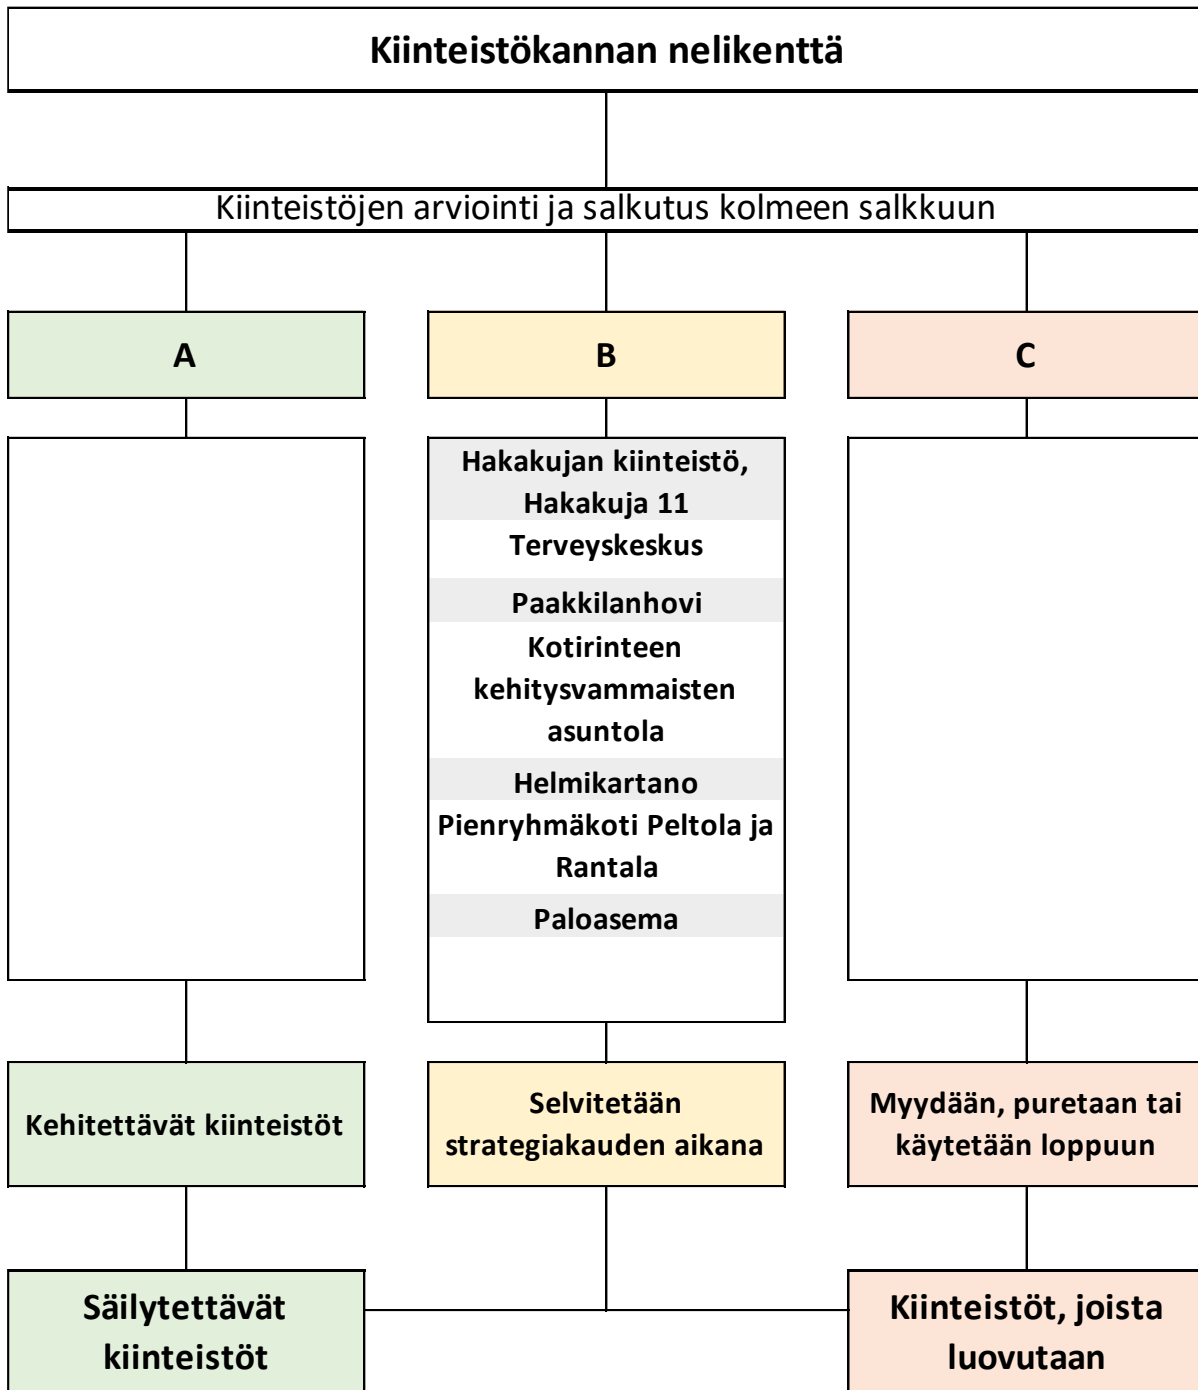 Kiinteistökannan nelikenttä
Kiinteistöjen arviointi ja salkutus kolmeen salkkuun
A
B
C
Hakakujan kiinteistö,
Hakakuja 11
Terveyskeskus
Paakkilanhovi
Kotirinteen
kehitysvammaisten
asuntola
Helmikartano
Pienryhmäkoti Peltola ja
Rantala
Paloasema
Kehitettävät kiinteistöt
Selvitetään
strategiakauden aikana
Myydään, puretaan tai
käytetään loppuun
Säilytettävät
kiinteistöt
Kiinteistöt, joista
luovutaan